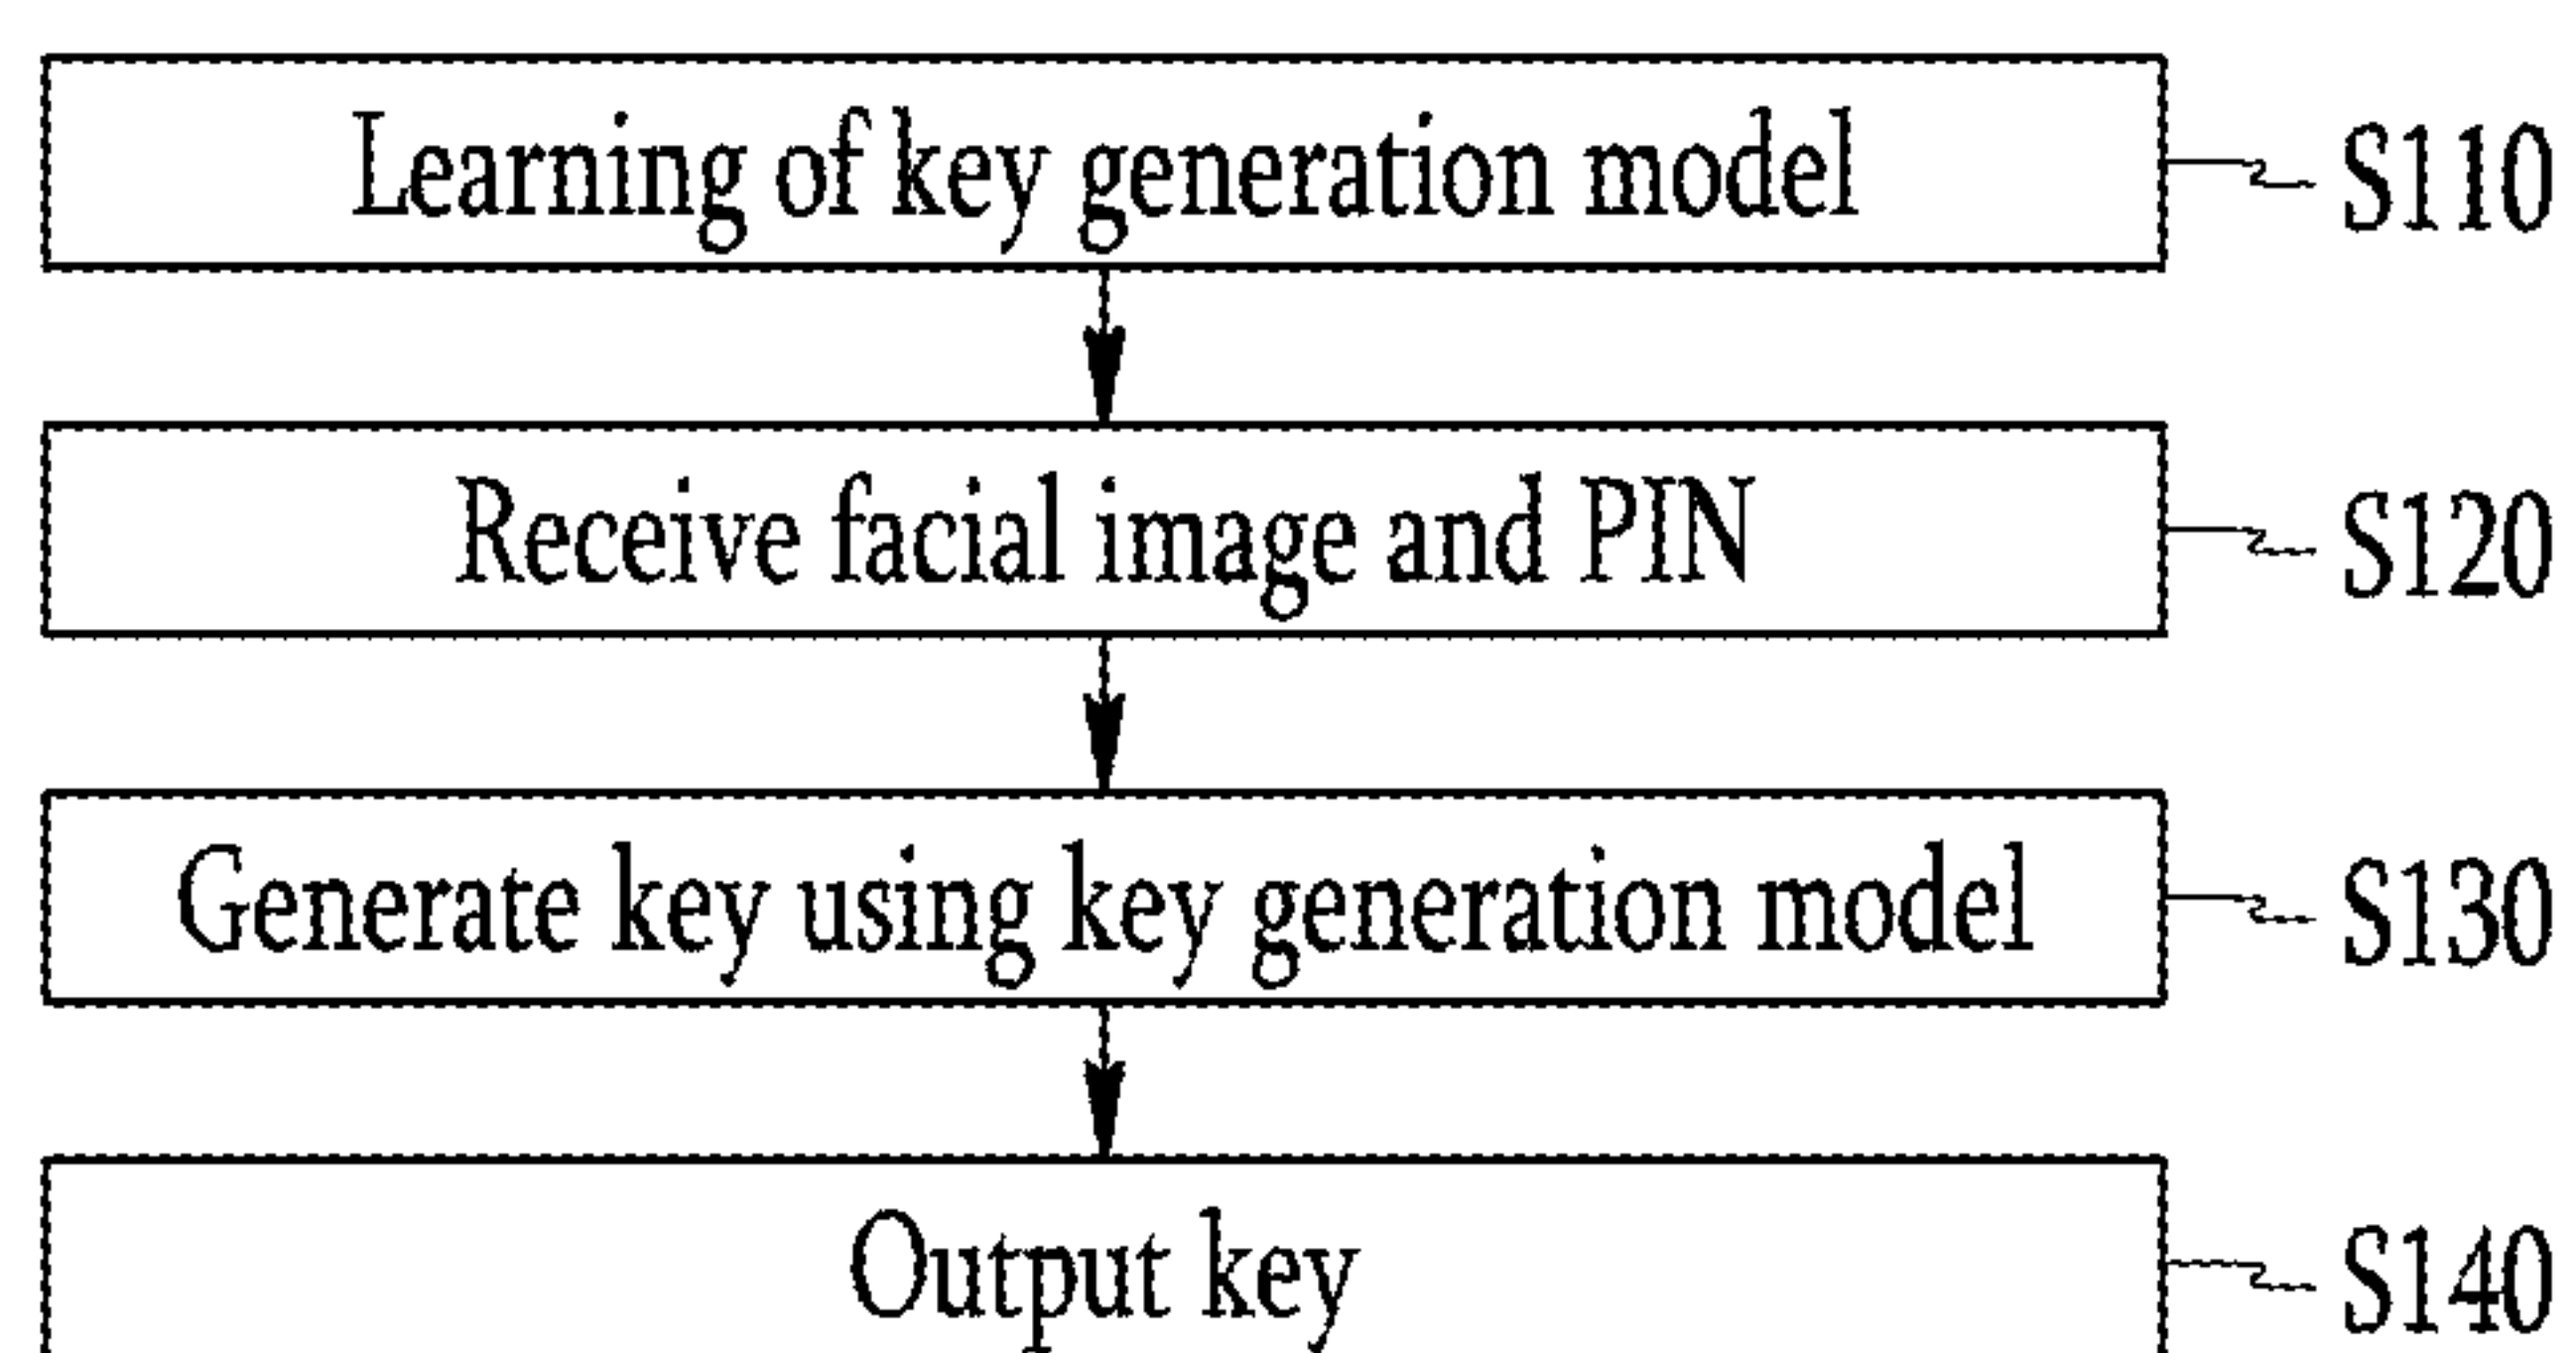 Learning of key generation model S110
Receive facial image and PIN S120
Generate key using key generation model S130
Output key S140